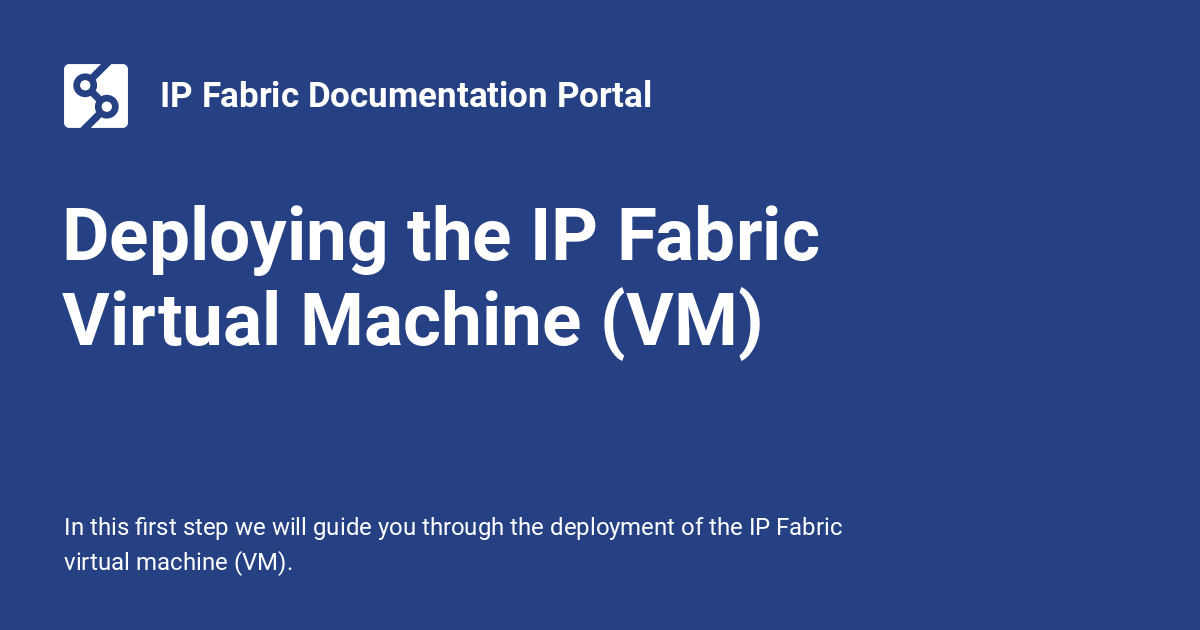 IP Fabric Documentation Portal
Deploying the IP Fabric
Virtual Machine (VM)
In this first step we will guide you through the deployment of the IP Fabric
virtual machine (VM).